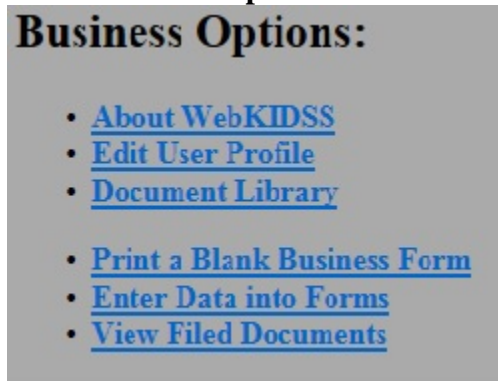 Business Options:
• About WebKIDSS
• Edit User Profile
• Document Library
• Print a Blank Business Form
• Enter Data into Forms
• View Filed Documents